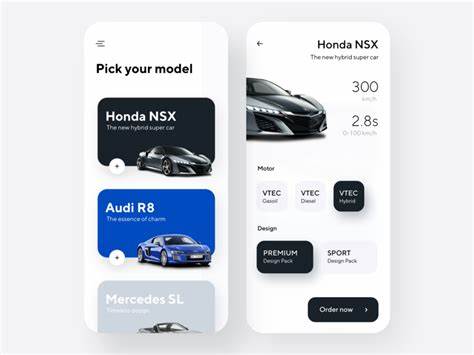 Pick your model
Honda NSX
The new hybrid super car
+
Audi R8
The essence of charm
+
Mercedes SL
Timeless design
Honda NSX
The new hybrid super car
300
km/h
2.8s
0-100 km/h
Motor
VTEC
Gasoil
VTEC
Diesel
VTEC
Hybrid
Design
PREMIUM
Design Pack
SPORT
Design Pack
Order now